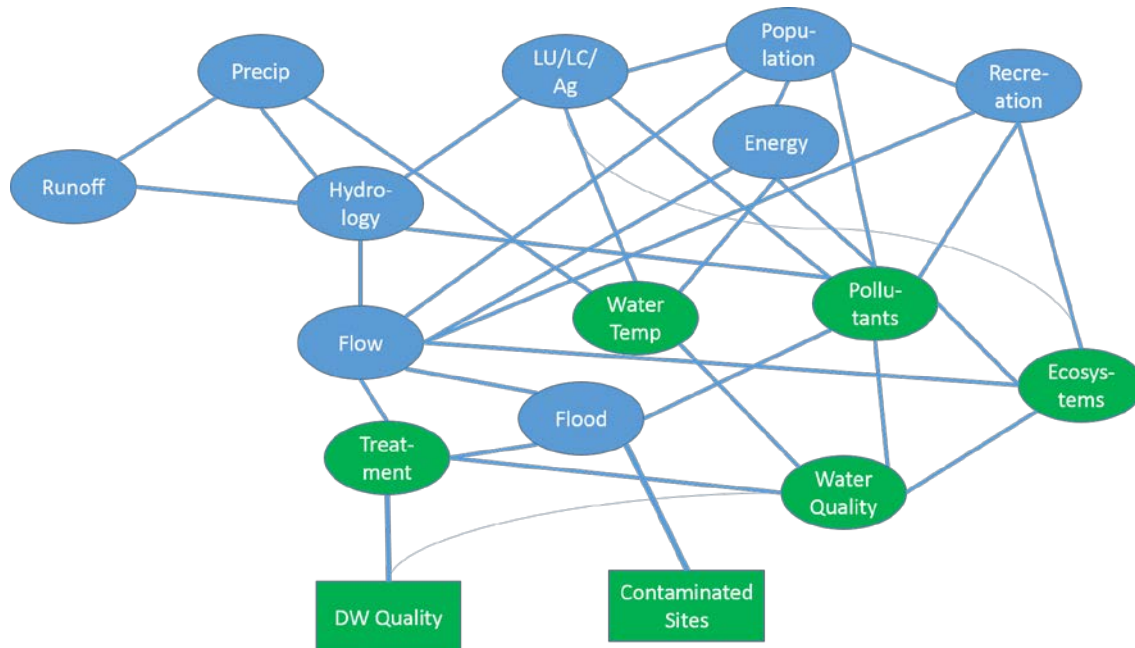 Popu-
lation
Precip
LU/LC/
Ag
Recre-
ation
Energy
Runoff
Hydro-
logy
Water
Temp
Pollu-
tants
Flow
Ecosys-
tems
Flood
Treat-
ment
Water
Quality
DW Quality
Contaminated
Sites